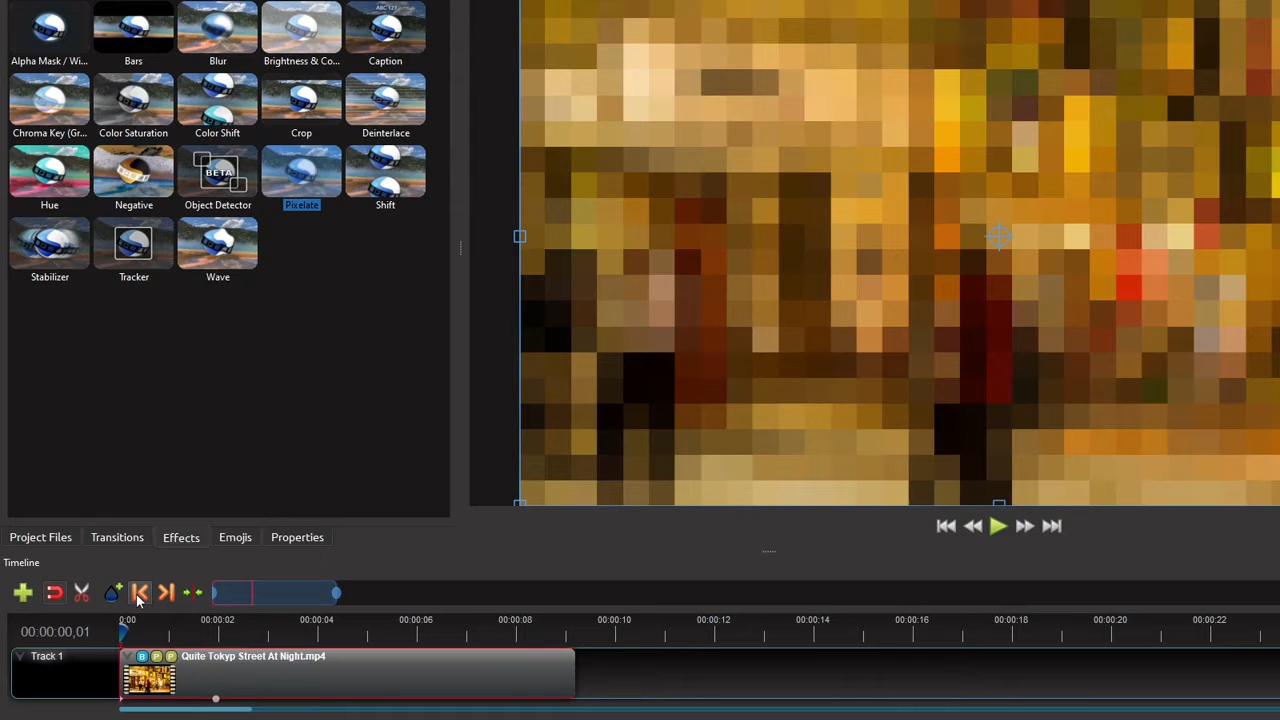 ABC 123
Alpha Mask / Wi...
Bars
Blur
Brightness & Co...
Caption
Chroma Key (Gr...
Color Saturation
Color Shift
Crop
Deinterlace
BETA
Hue
Negative
Object Detector
Pixelate
Shift
Stabilizer
Tracker
Wave
Project Files
Transitions
Effects
Emojis
Properties
Timeline
00:00:00,01
0:00
00:00:02
00:00:04
00:00:06
00:00:08
00:00:10
00:00:12
00:00:14
00:00:16
00:00:18
00:00:20
00:00:22
Track 1
B P P Quite Tokyp Street At Night.mp4